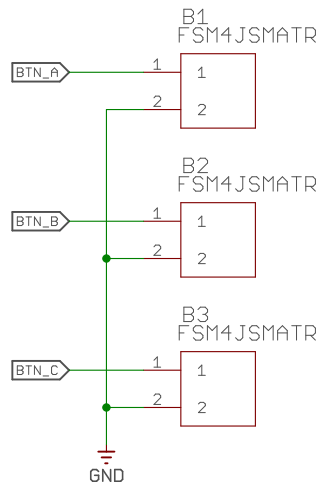 B1
FSM4JSMATR
BTN_A 1 1
2 2
B2
FSM4JSMATR
BTN_B 1 1
2 2
B3
FSM4JSMATR
BTN_C 1 1
2 2
GND